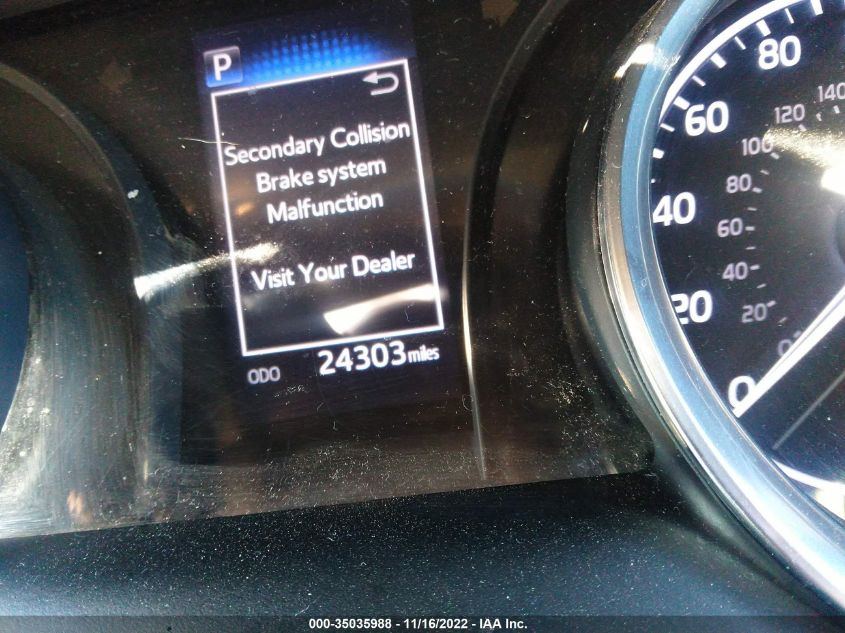 P
Secondary Collision
Brake system
Malfunction
Visit Your Dealer
ODO 24303 miles
80
60
40
20
0
140
120
100
80
60
40
20
0
000-35035988 - 11/16/2022 - IAA Inc.